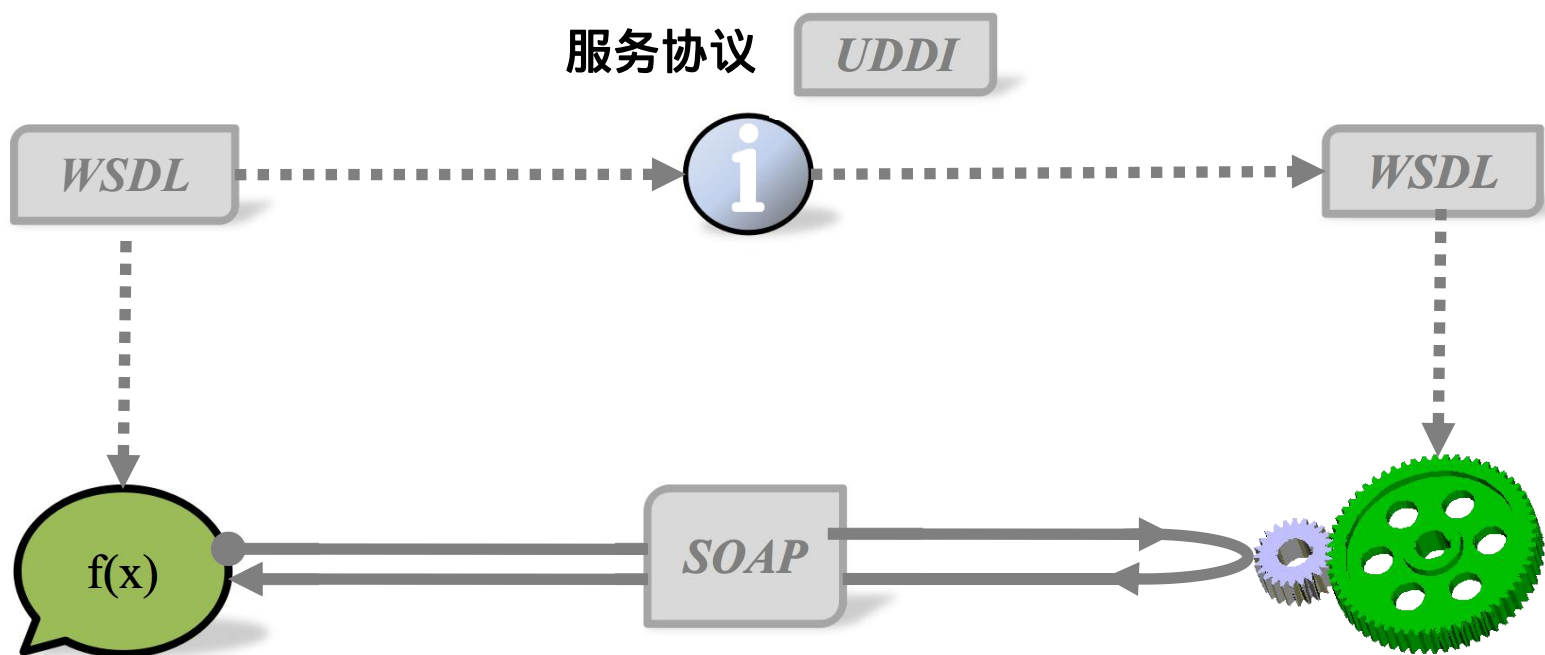 服务协议
UDDI
WSDL
i
WSDL
f(x)
SOAP